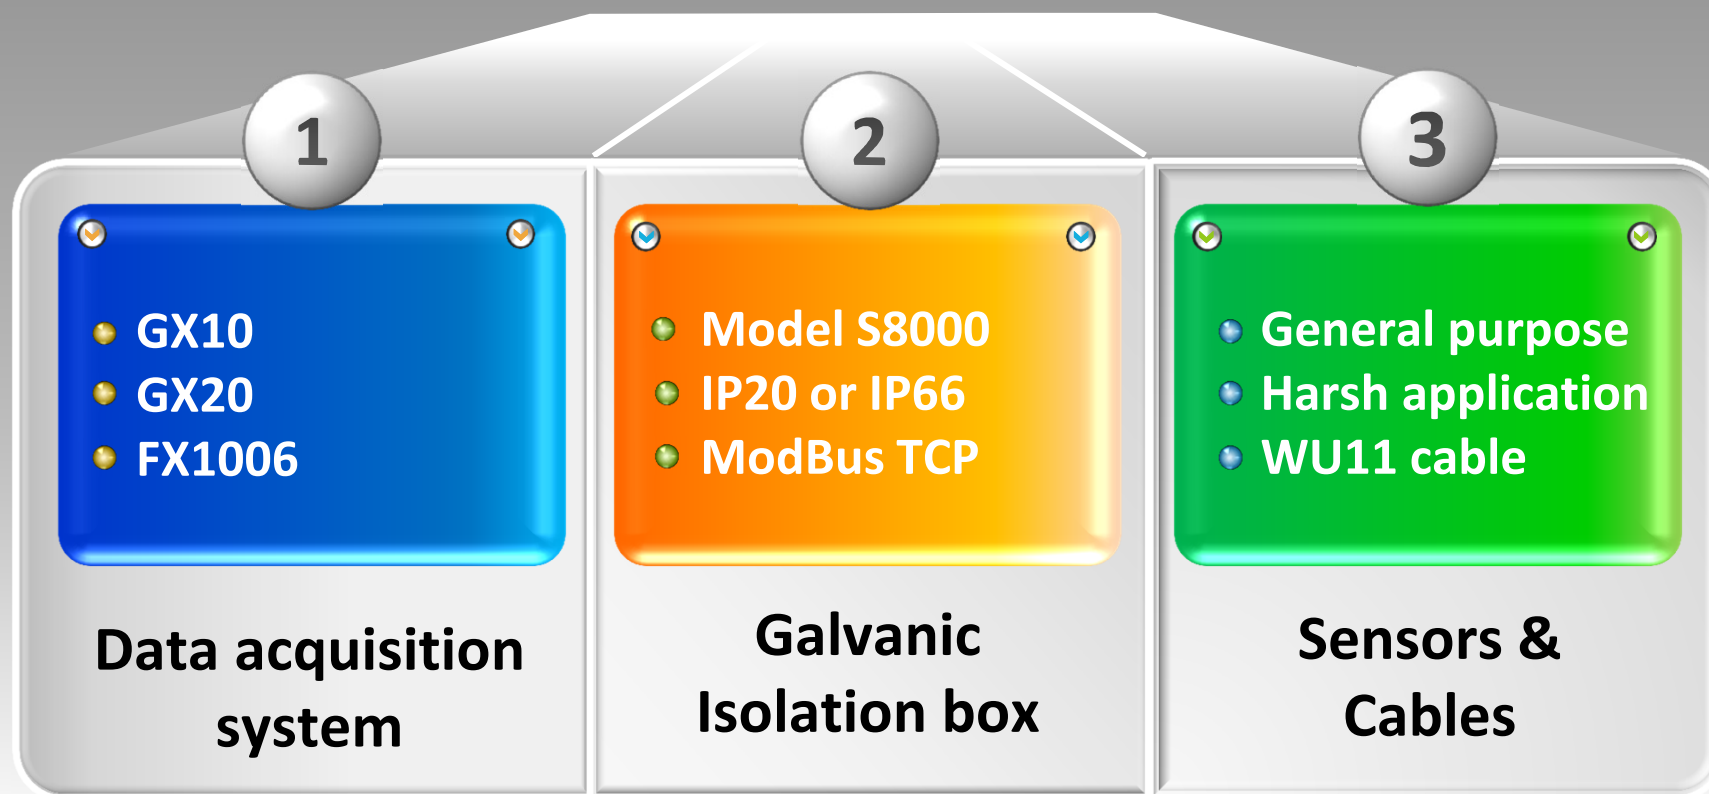 1
GX10
GX20
FX1006
Data acquisition
system
2
Model S8000
IP20 or IP66
ModBus TCP
Galvanic
Isolation box
3
General purpose
Harsh application
WU11 cable
Sensors &
Cables